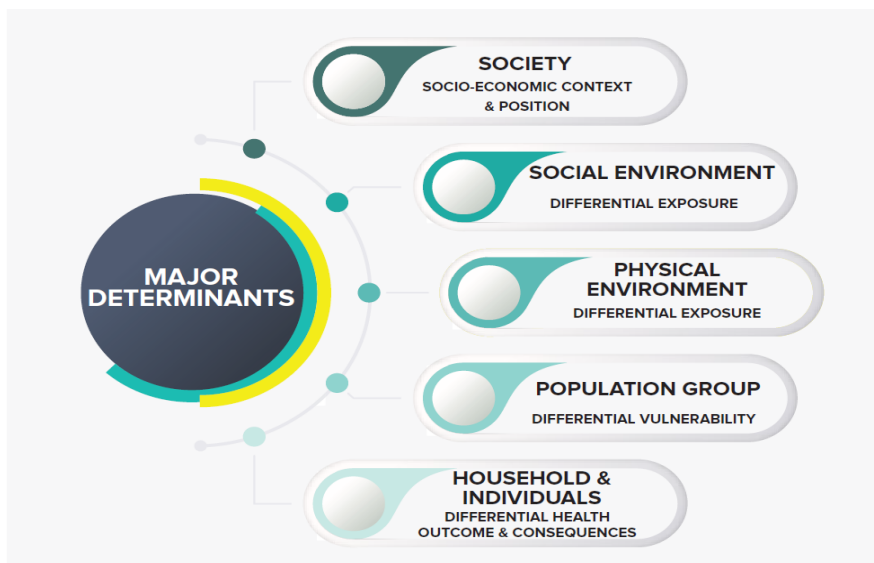 MAJOR
DETERMINANTS
SOCIETY
SOCIO-ECONOMIC CONTEXT
& POSITION
SOCIAL ENVIRONMENT
DIFFERENTIAL EXPOSURE
PHYSICAL
ENVIRONMENT
DIFFERENTIAL EXPOSURE
POPULATION GROUP
DIFFERENTIAL VULNERABILITY
HOUSEHOLD &
INDIVIDUALS
DIFFERENTIAL HEALTH
OUTCOME & CONSEQUENCES